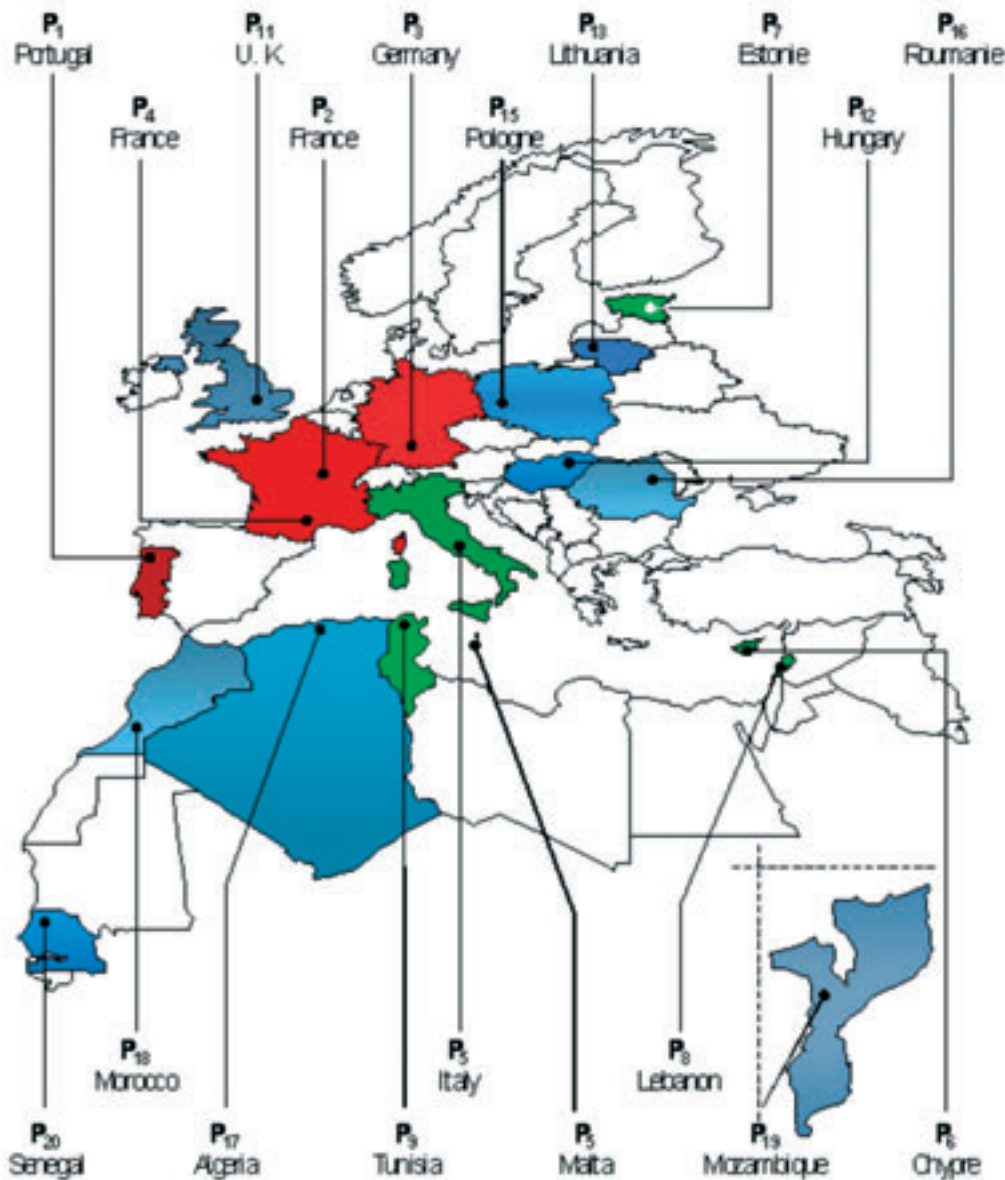 P₁ P₁₁ P₃ P₁₃ P₇ P₁₆
Portugal U. K. Germany Lithuania Estonie Roumanie
P₄ P₂ P₁₅ P₁₂
France France Pologne Hungary
P₁₈ P₅ P₈
Morocco Italy Lebanon
P₂₀ P₁₇ P₉ P₅ P₁₉ P₆
Senegal Algeria Tunisia Malta Mozambique Chypre